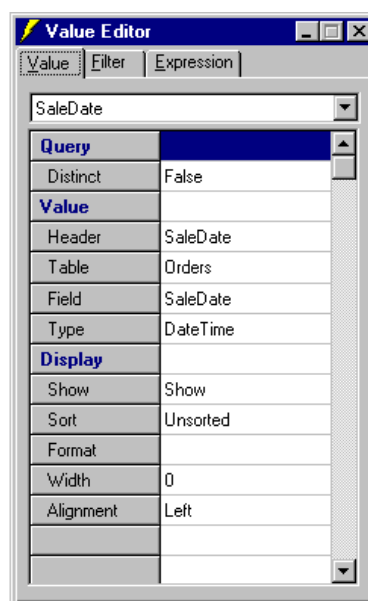 Value Editor
Value Filter Expression
SaleDate
Query
Distinct False
Value
Header SaleDate
Table Orders
Field SaleDate
Type DateTime
Display
Show Show
Sort Unsorted
Format
Width 0
Alignment Left